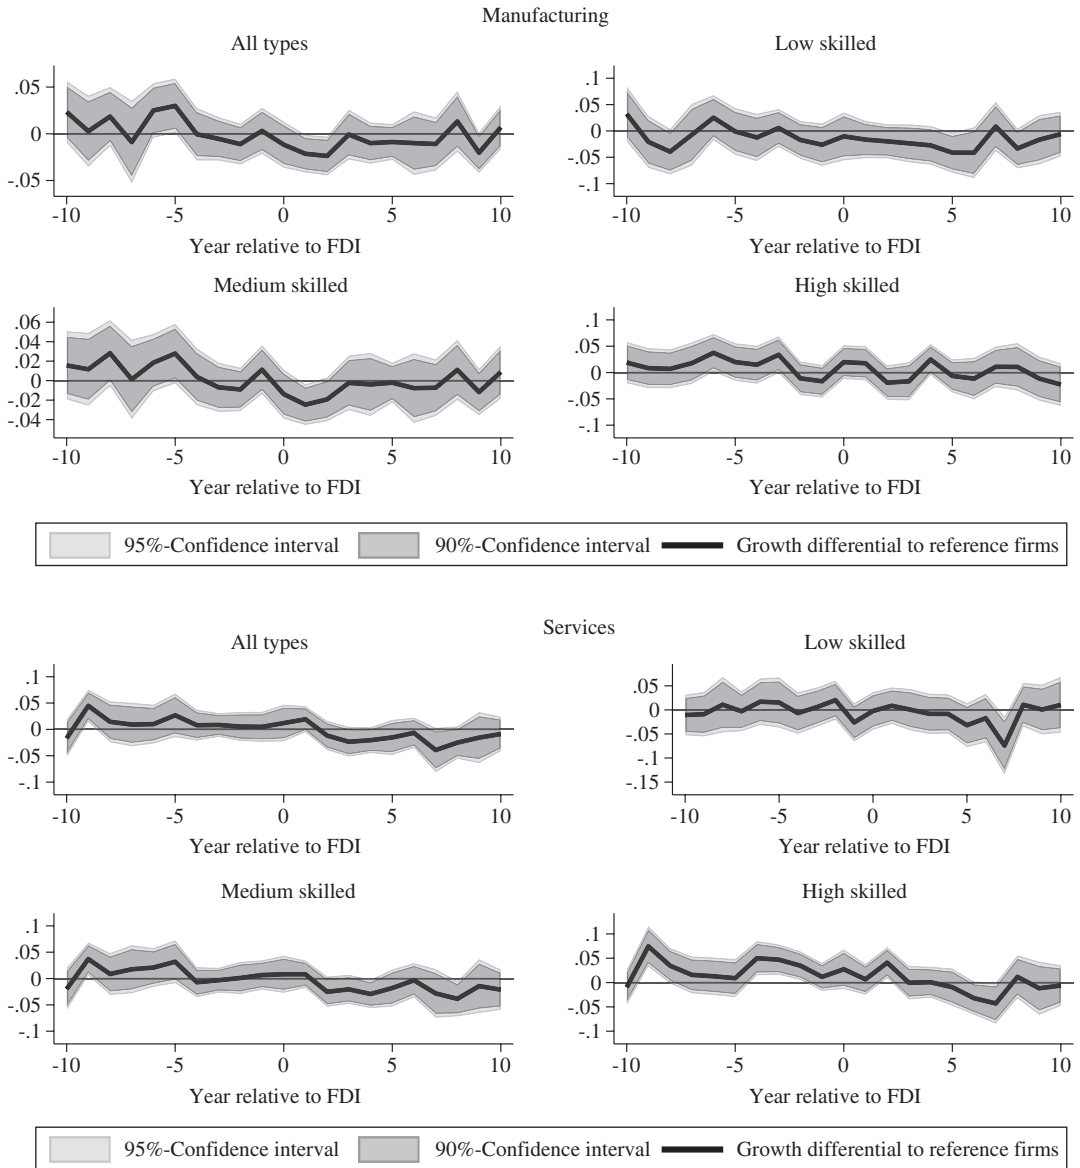 Manufacturing
All types
.05
0
-.05
-10 -5 0 5 10
Year relative to FDI
Low skilled
.1
.05
0
-.05
-.1
-10 -5 0 5 10
Year relative to FDI
Medium skilled
.06
.04
.02
0
-.02
-.04
-10 -5 0 5 10
Year relative to FDI
High skilled
.1
.05
0
-.05
-.1
-10 -5 0 5 10
Year relative to FDI
95%-Confidence interval 90%-Confidence interval Growth differential to reference firms
Services
All types
.1
.05
0
-.05
-.1
-10 -5 0 5 10
Year relative to FDI
Low skilled
.05
0
-.05
-.1
-.15
-10 -5 0 5 10
Year relative to FDI
Medium skilled
.1
.05
0
-.05
-.1
-10 -5 0 5 10
Year relative to FDI
High skilled
.1
.05
0
-.05
-.1
-10 -5 0 5 10
Year relative to FDI
95%-Confidence interval 90%-Confidence interval Growth differential to reference firms